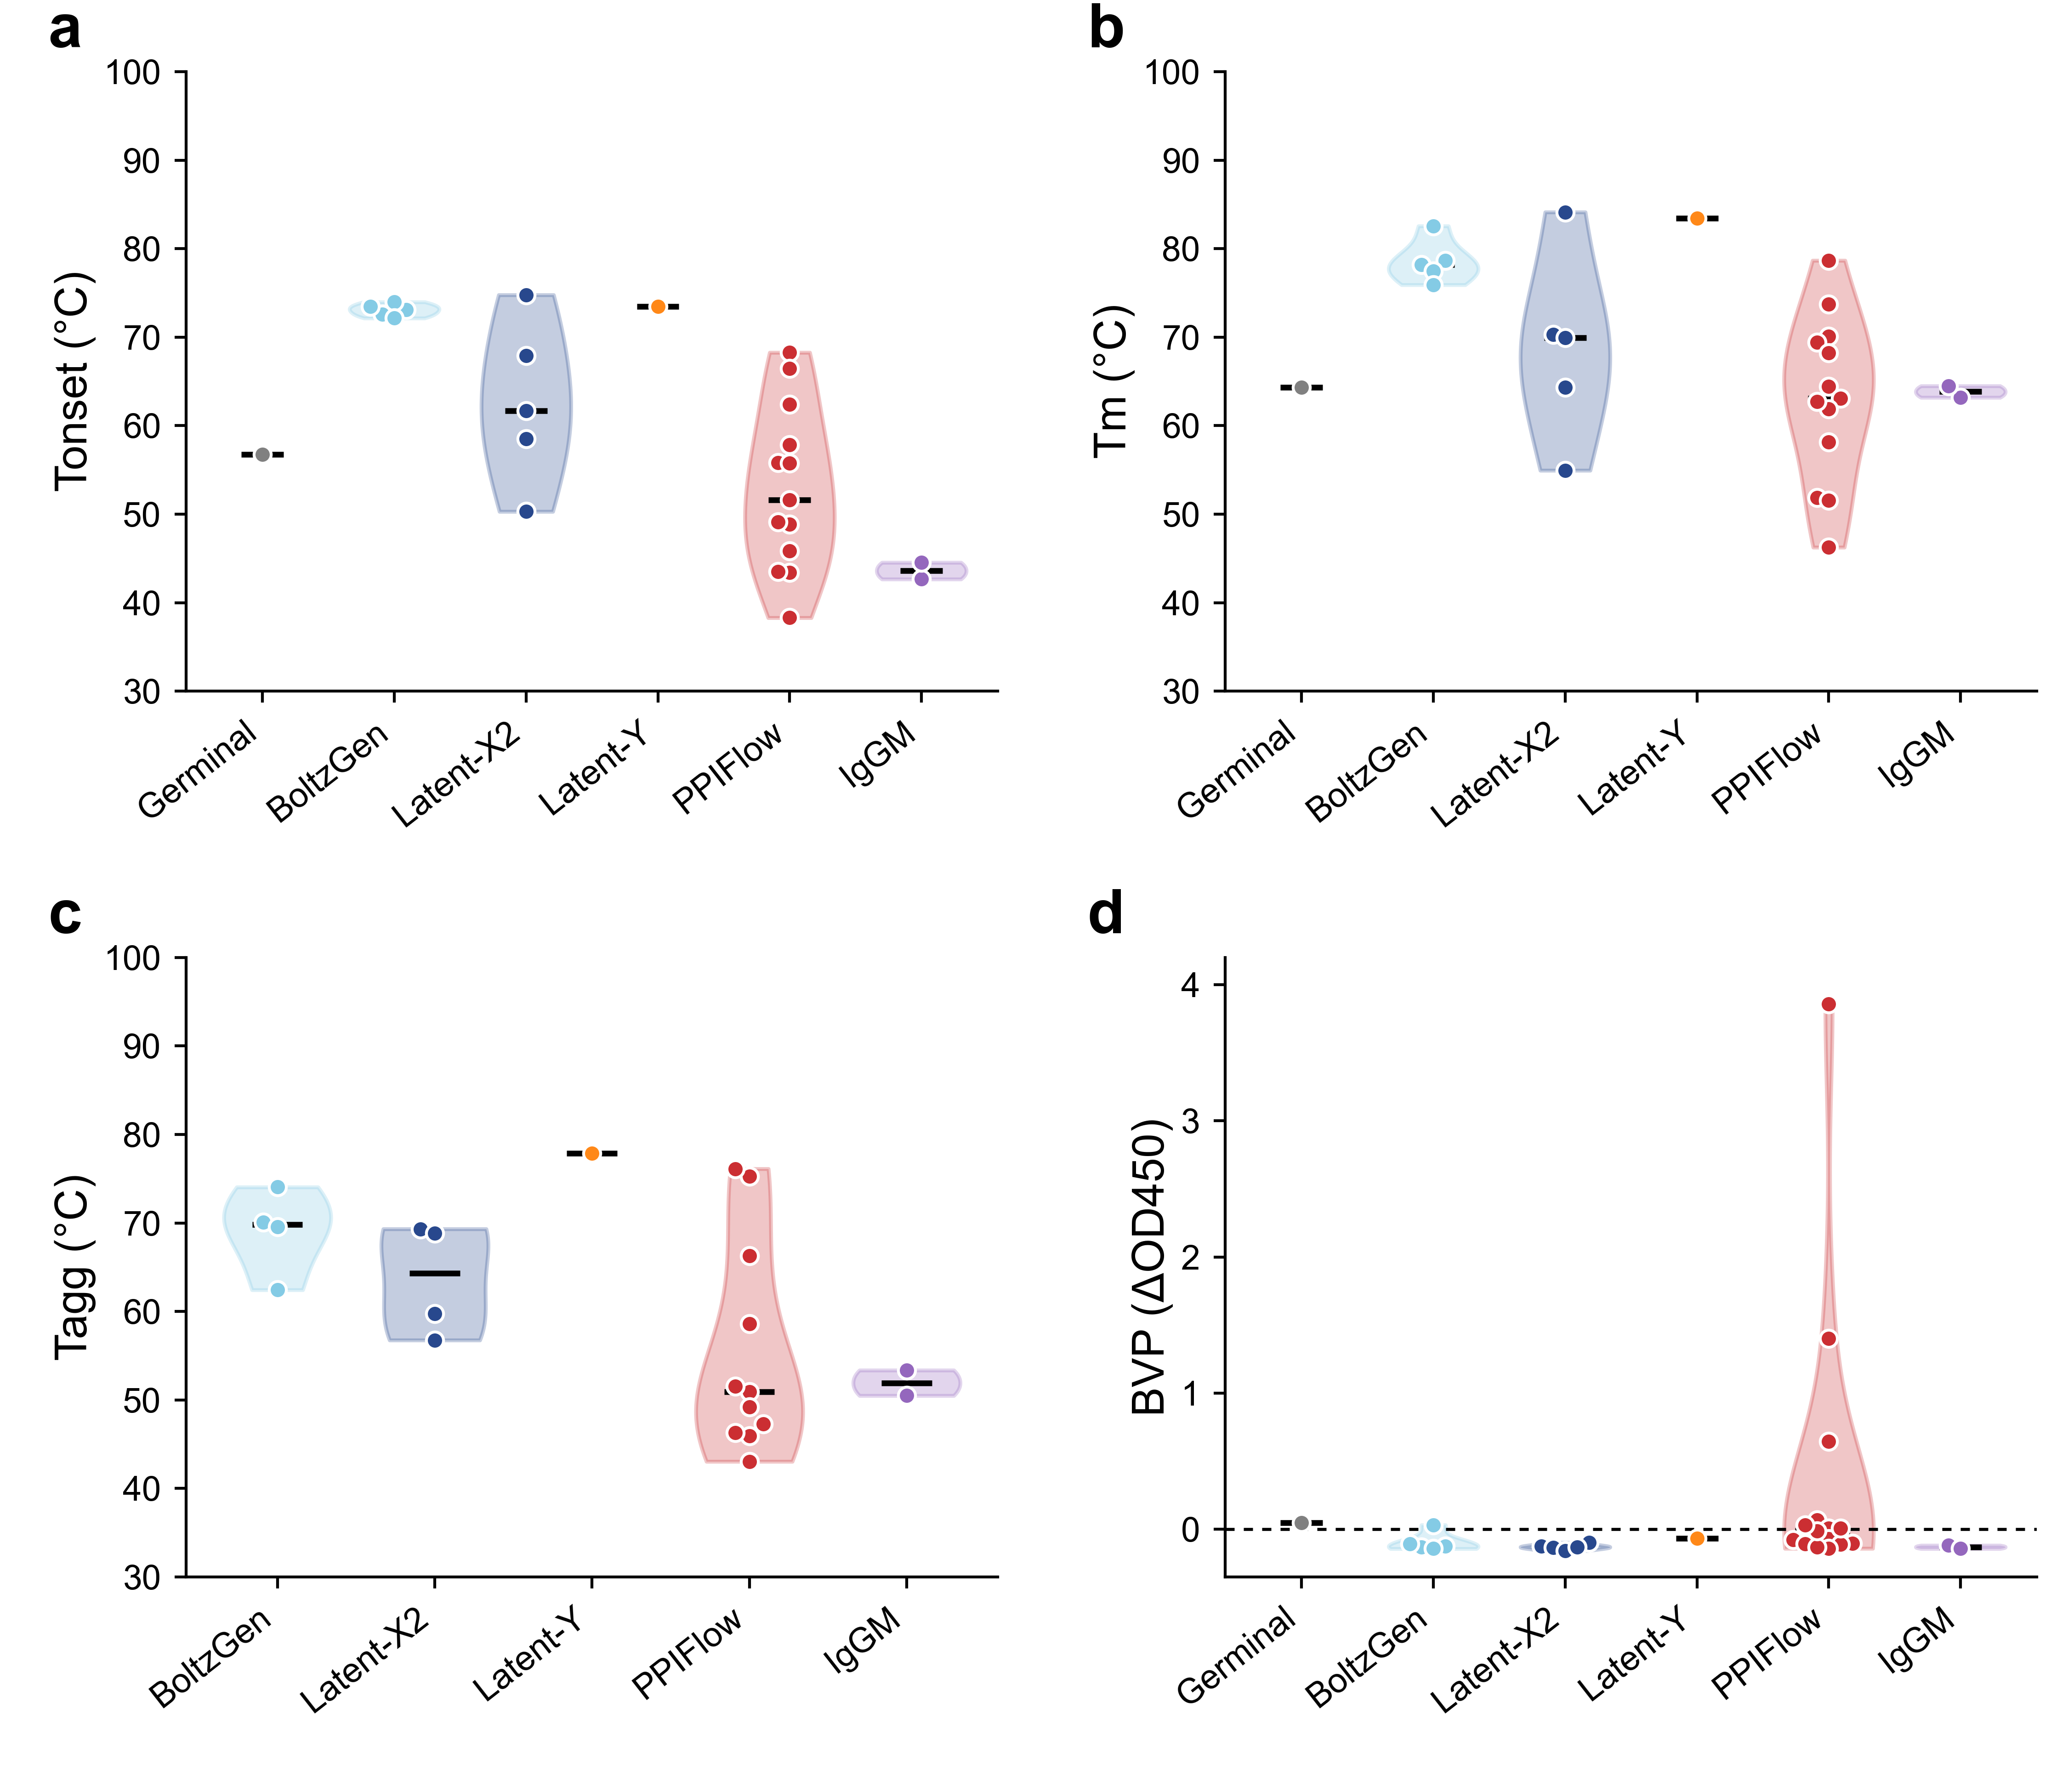 a
100
90
80
70
60
50
40
30
Tonset (°C)
Germinal
BoltzGen
Latent-X2
Latent-Y
PPIFlow
IgGM
b
100
90
80
70
60
50
40
30
Tm (°C)
Germinal
BoltzGen
Latent-X2
Latent-Y
PPIFlow
IgGM
c
100
90
80
70
60
50
40
30
Tagg (°C)
BoltzGen
Latent-X2
Latent-Y
PPIFlow
IgGM
d
4
3
2
1
0
BVP (ΔOD450)
Germinal
BoltzGen
Latent-X2
Latent-Y
PPIFlow
IgGM